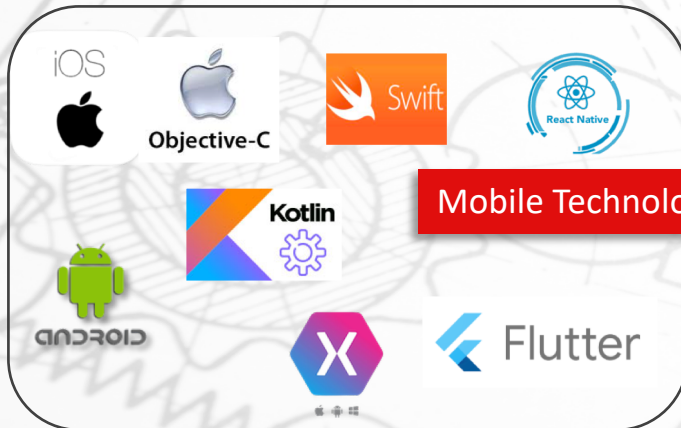 iOS
Objective-C
Swift
React Native
Kotlin
Mobile Technolo
android
X
Flutter